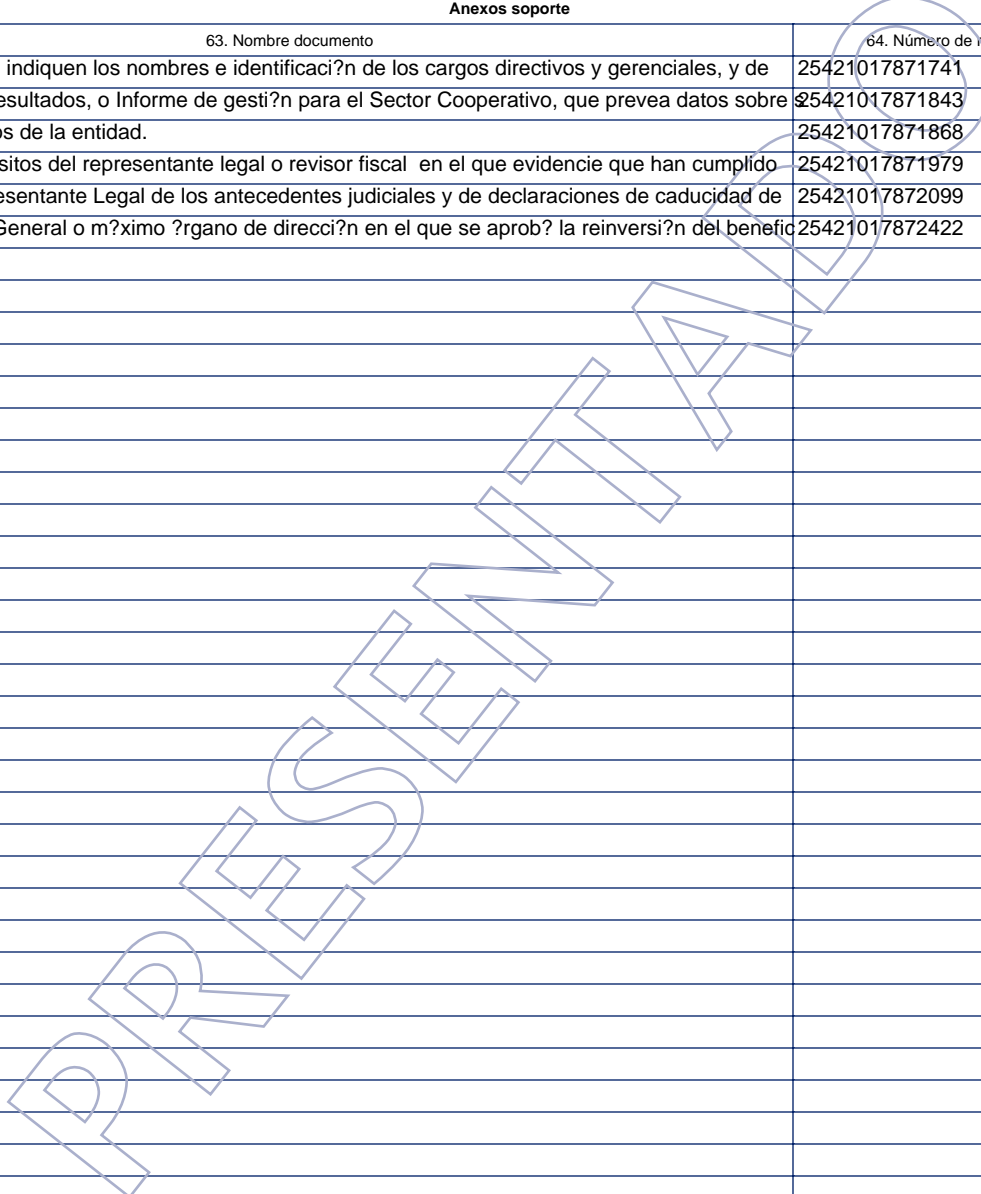 Anexos soporte
63. Nombre documento 64. Número de
indiquen los nombres e identificaci?n de los cargos directivos y gerenciales, y de 25421017871741
esultados, o Informe de gesti?n para el Sector Cooperativo, que prevea datos sobre s 25421017871843
os de la entidad. 25421017871868
sitos del representante legal o revisor fiscal en el que evidencie que han cumplido 25421017871979
esentante Legal de los antecedentes judiciales y de declaraciones de caducidad de 25421017872099
General o m?ximo ?rgano de direcci?n en el que se aprob? la reinversi?n del benefic 25421017872422
PRESENTADO